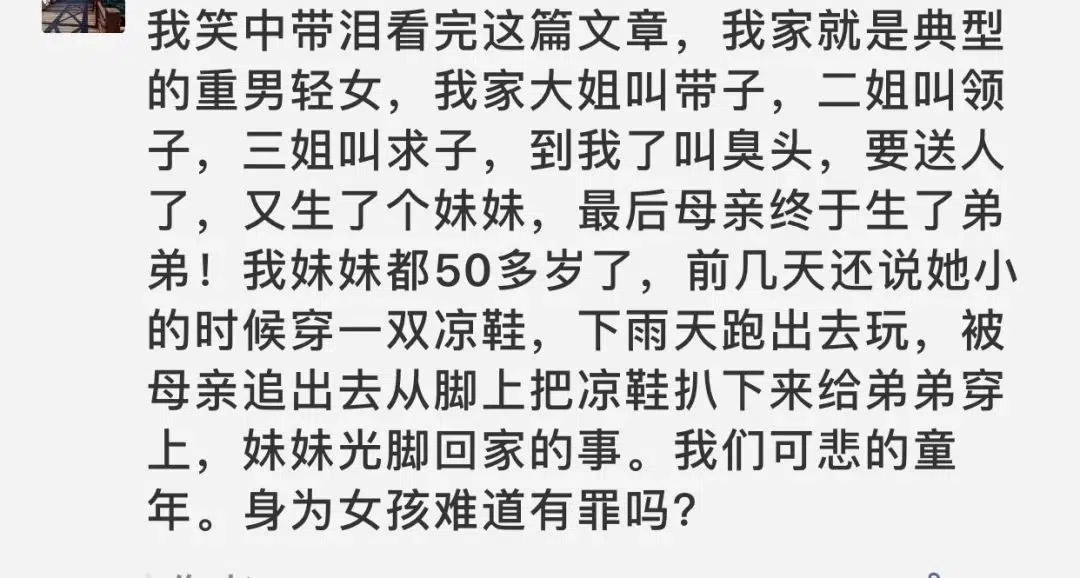 我笑中带泪看完这篇文章，我家就是典型
的重男轻女，我家大姐叫带子，二姐叫领
子，三姐叫求子，到我了叫臭头，要送人
了，又生了个妹妹，最后母亲终于生了弟
弟！我妹妹都50多岁了，前几天还说她小
的时候穿一双凉鞋，下雨天跑出去玩，被
母亲追出去从脚上把凉鞋扒下来给弟弟穿
上，妹妹光脚回家的事。我们可悲的童
年。身为女孩难道有罪吗？